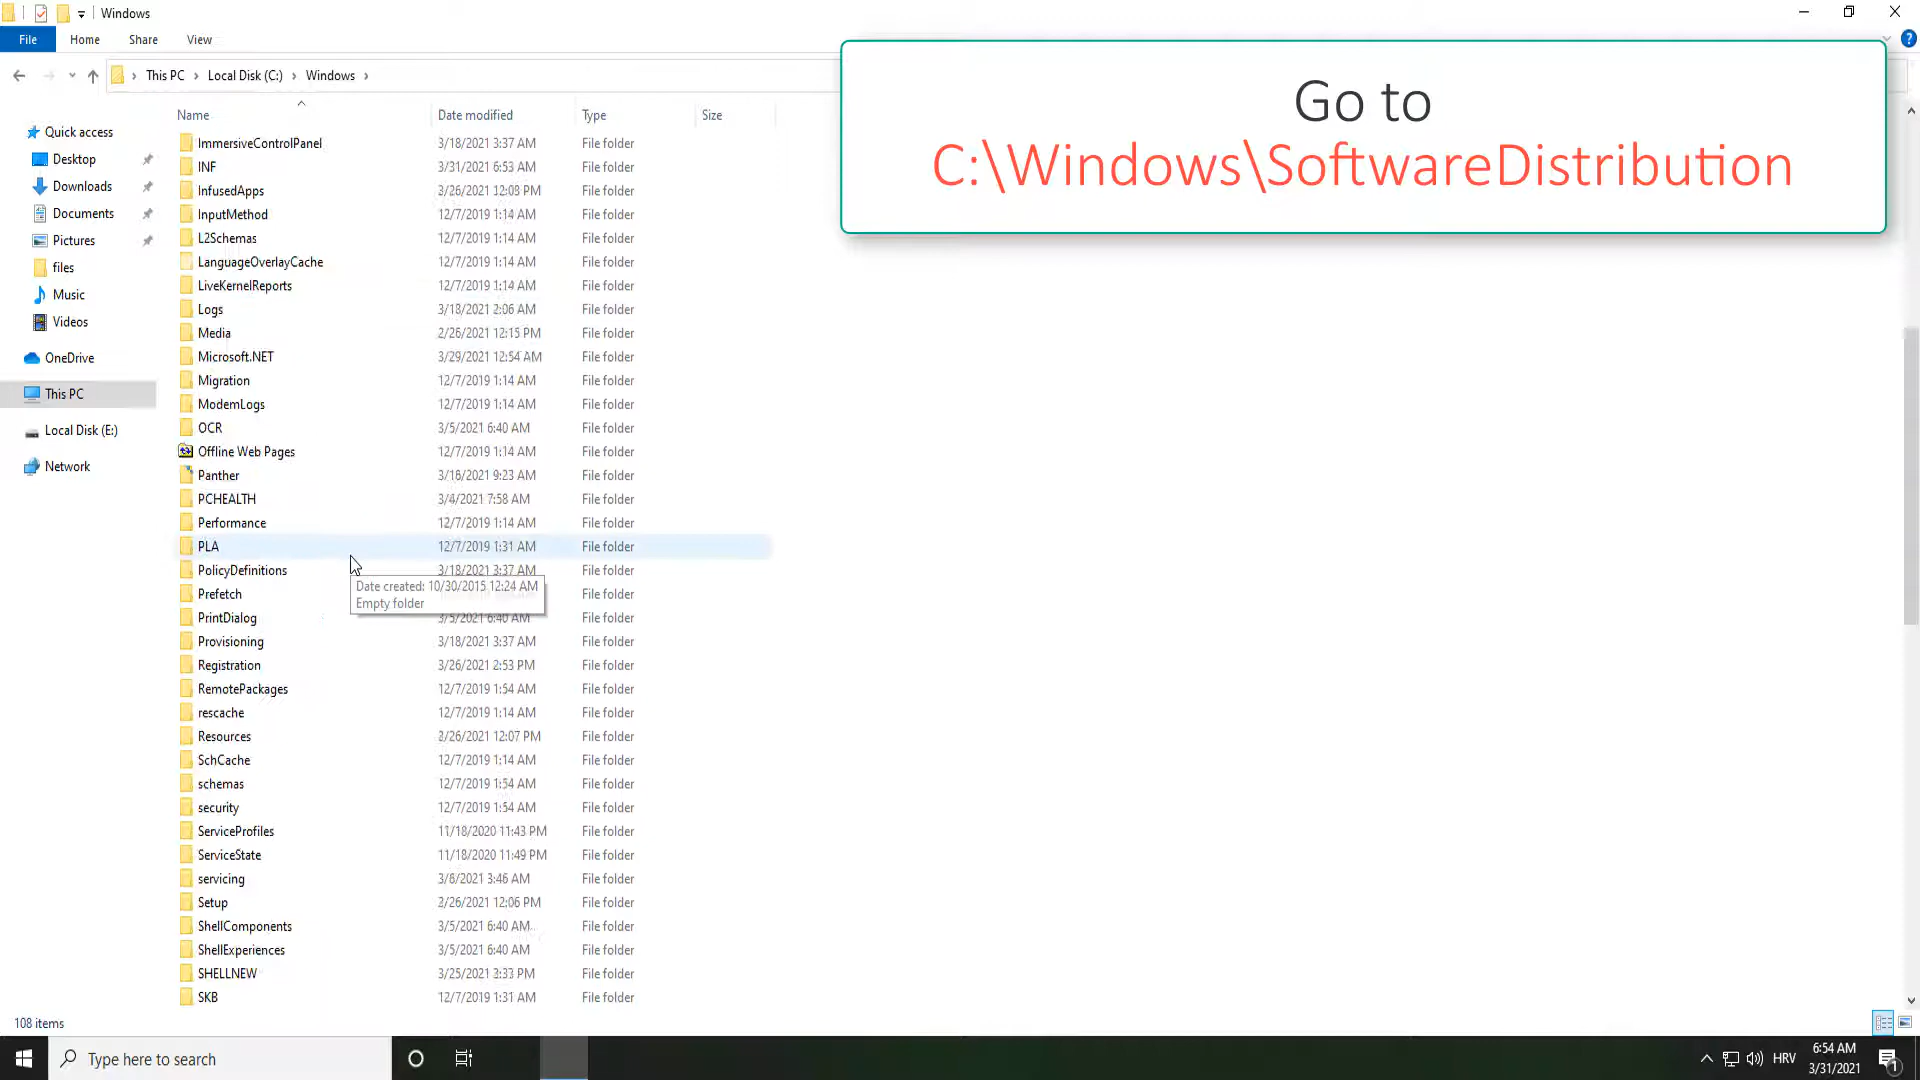 Windows
File Home Share View
This PC Local Disk (C:) Windows
Go to
C:\Windows\SoftwareDistribution
Name Date modified Type Size
Quick access
Desktop
Downloads
Documents
Pictures
files
Music
Videos
OneDrive
This PC
Local Disk (E:)
Network
ImmersiveControlPanel 3/18/2021 3:37 AM File folder
INF 3/31/2021 6:53 AM File folder
InfusedApps 2/26/2021 12:03 PM File folder
InputMethod 12/7/2019 1:14 AM File folder
L2Schemas 12/7/2019 1:14 AM File folder
LanguageOverlayCache 12/7/2019 1:14 AM File folder
LiveKernelReports 12/7/2019 1:14 AM File folder
Logs 3/18/2021 2:06 AM File folder
Media 2/26/2021 12:15 PM File folder
Microsoft.NET 3/29/2021 12:54 AM File folder
Migration 12/7/2019 1:14 AM File folder
ModemLogs 12/7/2019 1:14 AM File folder
OCR 3/5/2021 6:40 AM File folder
Offline Web Pages 12/7/2019 1:14 AM File folder
Panther 3/18/2021 9:23 AM File folder
PCHEALTH 3/4/2021 7:58 AM File folder
Performance 12/7/2019 1:14 AM File folder
PLA 12/7/2019 1:31 AM File folder
PolicyDefinitions 3/18/2021 3:37 AM File folder
Date created: 10/30/2015 12:24 AM
Empty folder
Prefetch File folder
PrintDialog 3/5/2021 6:40 AM File folder
Provisioning 3/18/2021 3:37 AM File folder
Registration 3/26/2021 2:53 PM File folder
RemotePackages 12/7/2019 1:54 AM File folder
rescache 12/7/2019 1:14 AM File folder
Resources 2/26/2021 12:07 PM File folder
SchCache 12/7/2019 1:14 AM File folder
schemas 12/7/2019 1:54 AM File folder
security 12/7/2019 1:54 AM File folder
ServiceProfiles 11/18/2020 11:43 PM File folder
ServiceState 11/18/2020 11:49 PM File folder
servicing 3/8/2021 3:46 AM File folder
Setup 2/26/2021 12:06 PM File folder
ShellComponents 3/5/2021 6:40 AM File folder
ShellExperiences 3/5/2021 6:40 AM File folder
SHELLNEW 3/25/2021 3:33 PM File folder
SKB 12/7/2019 1:31 AM File folder
108 items
Type here to search
HRV
6:54 AM
3/31/2021
1